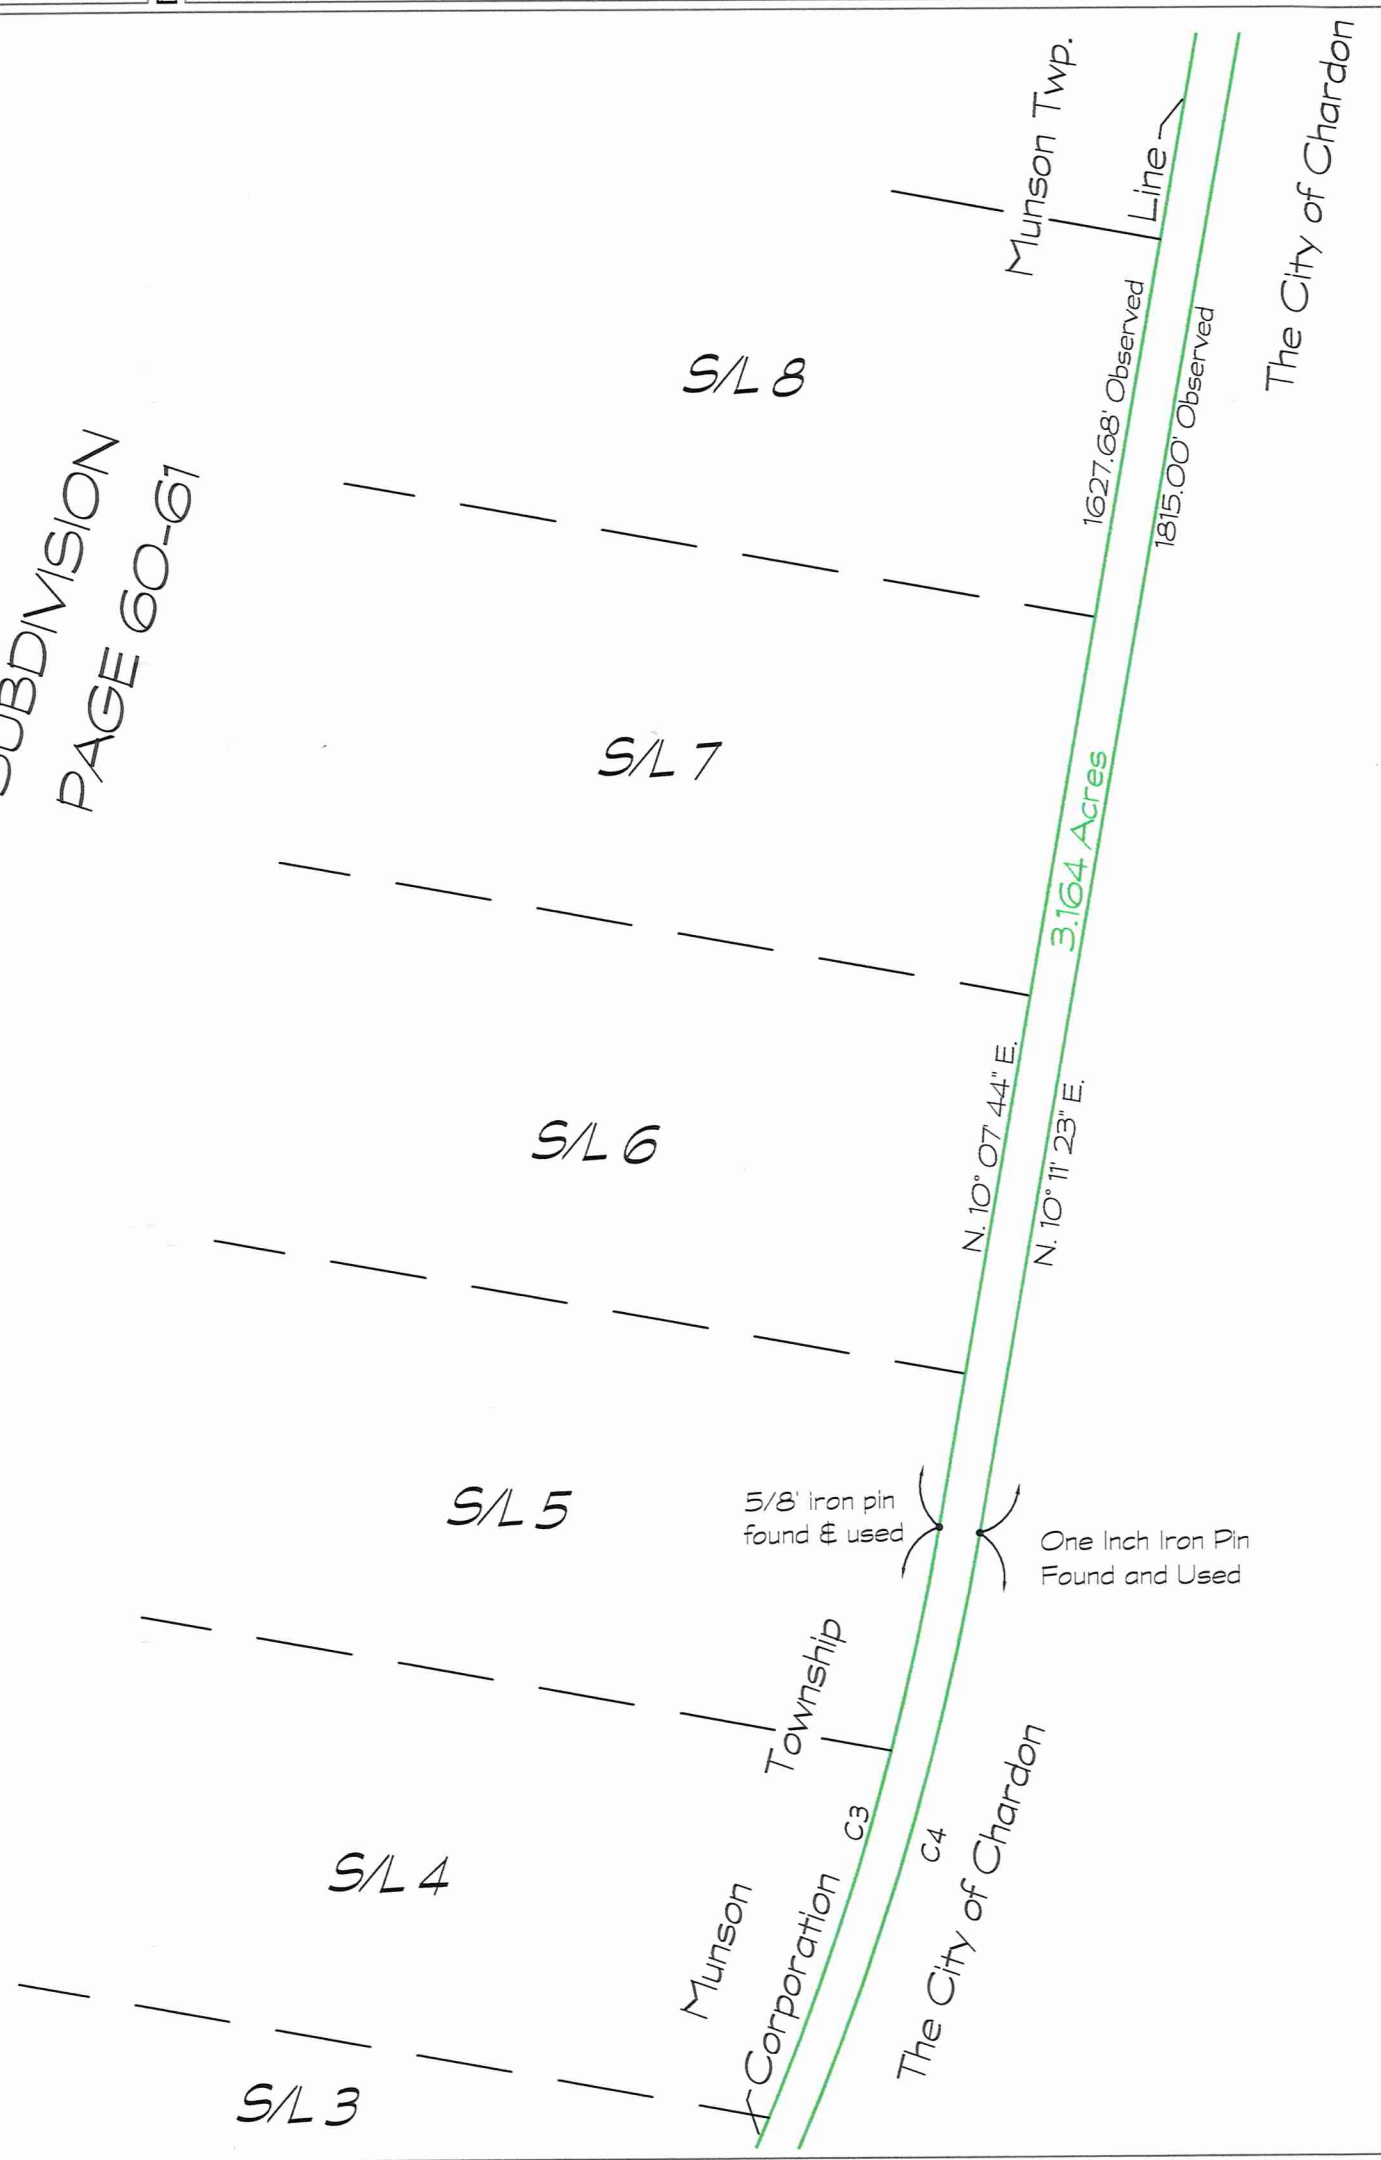 The City of Chardon
Munson Twp.
Line
1627.68' Observed
1815.00' Observed
S/L 8
SUBDIVISION
PAGE 60-61
S/L 7
3.164 Acres
N. 10° 07' 44" E.
N. 10° 11' 23" E.
S/L 6
S/L 5
5/8' iron pin
found & used
One Inch Iron Pin
Found and Used
Township
Munson
C3
C4
S/L 4
Corporation
The City of Chardon
S/L 3